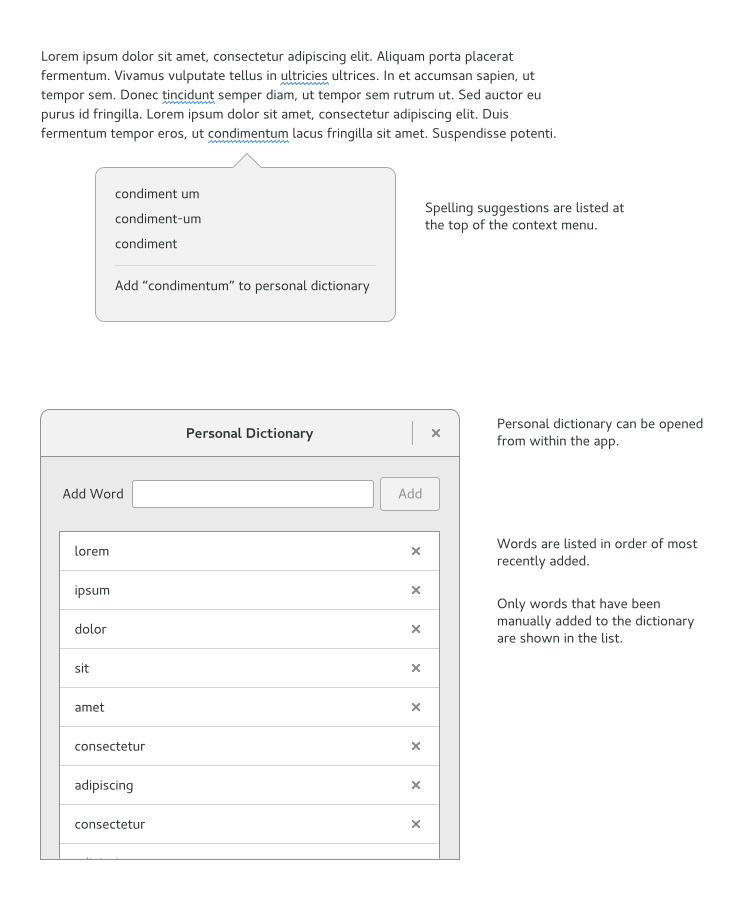 Lorem ipsum dolor sit amet, consectetur adipiscing elit. Aliquam porta placerat
fermentum. Vivamus vulputate tellus in ultricies ultrices. In et accumsan sapien, ut
tempor sem. Donec tincidunt semper diam, ut tempor sem rutrum ut. Sed auctor eu
purus id fringilla. Lorem ipsum dolor sit amet, consectetur adipiscing elit. Duis
fermentum tempor eros, ut condimentum lacus fringilla sit amet. Suspendisse potenti.
condiment um
condiment-um
condiment
Add “condimentum” to personal dictionary
Spelling suggestions are listed at
the top of the context menu.
Personal Dictionary
Personal dictionary can be opened
from within the app.
Add Word
Add
lorem
ipsum
dolor
sit
amet
consectetur
adipiscing
consectetur
Words are listed in order of most
recently added.
Only words that have been
manually added to the dictionary
are shown in the list.